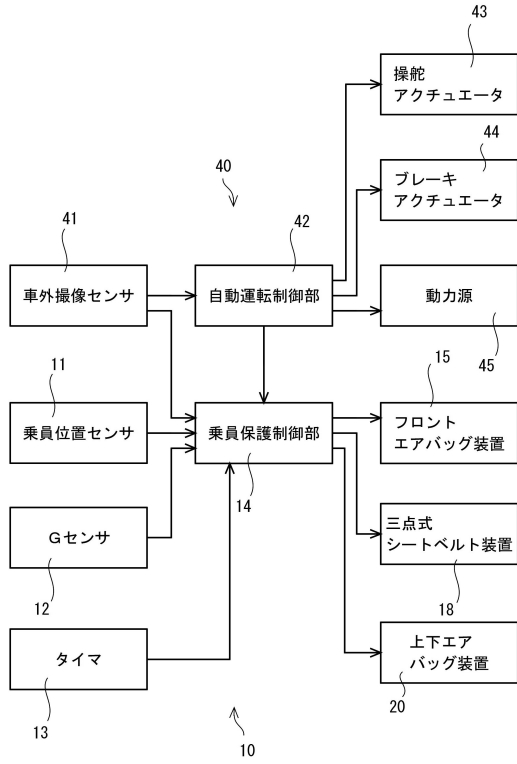 43
操舵
アクチュエータ
44
ブレーキ
アクチュエータ
40
41
42
車外撮像センサ
自動運転制御部
動力源
45
11
15
乗員位置センサ
乗員保護制御部
フロント
エアバッグ装置
14
Gセンサ
三点式
シートベルト装置
12
18
タイマ
上下エア
バッグ装置
13
20
10